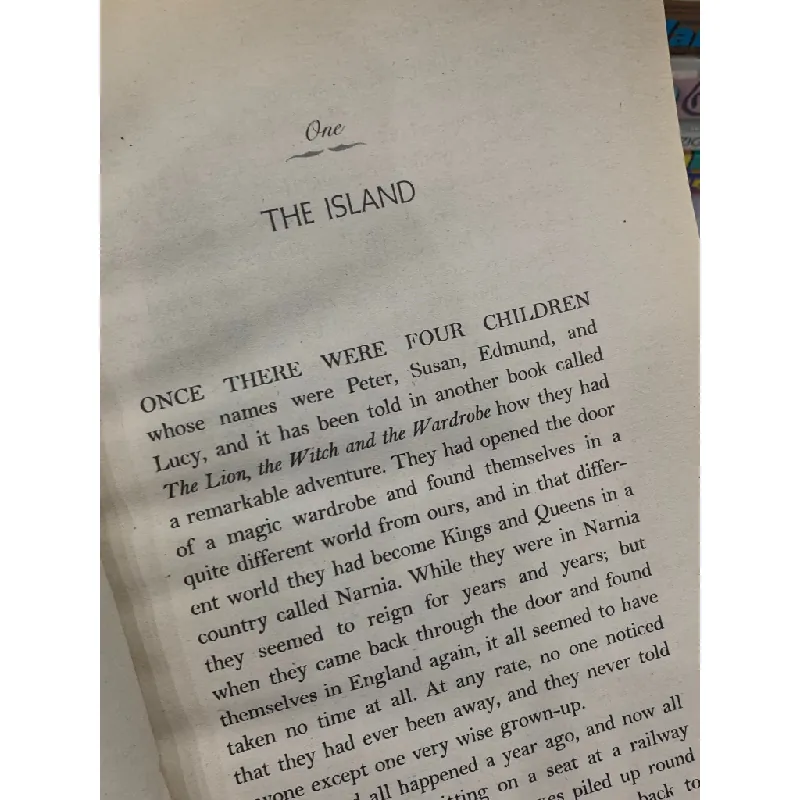 One
THE ISLAND
ONCE THERE WERE FOUR CHILDREN
whose names were Peter, Susan, Edmund, and
Lucy, and it has been told in another book called
The Lion, the Witch and the Wardrobe how they had
a remarkable adventure. They had opened the door
of a magic wardrobe and found themselves in a
quite different world from ours, and in that differ-
ent world they had become Kings and Queens in a
country called Narnia. While they were in Narnia
they seemed to reign for years and years; but
when they came back through the door and found
themselves in England again, it all seemed to have
taken no time at all. At any rate, no one noticed
that they had ever been away, and they never told
except one very wise grown-up.
all happened a year ago, and now all
on a seat at a railway
piled up round
back to